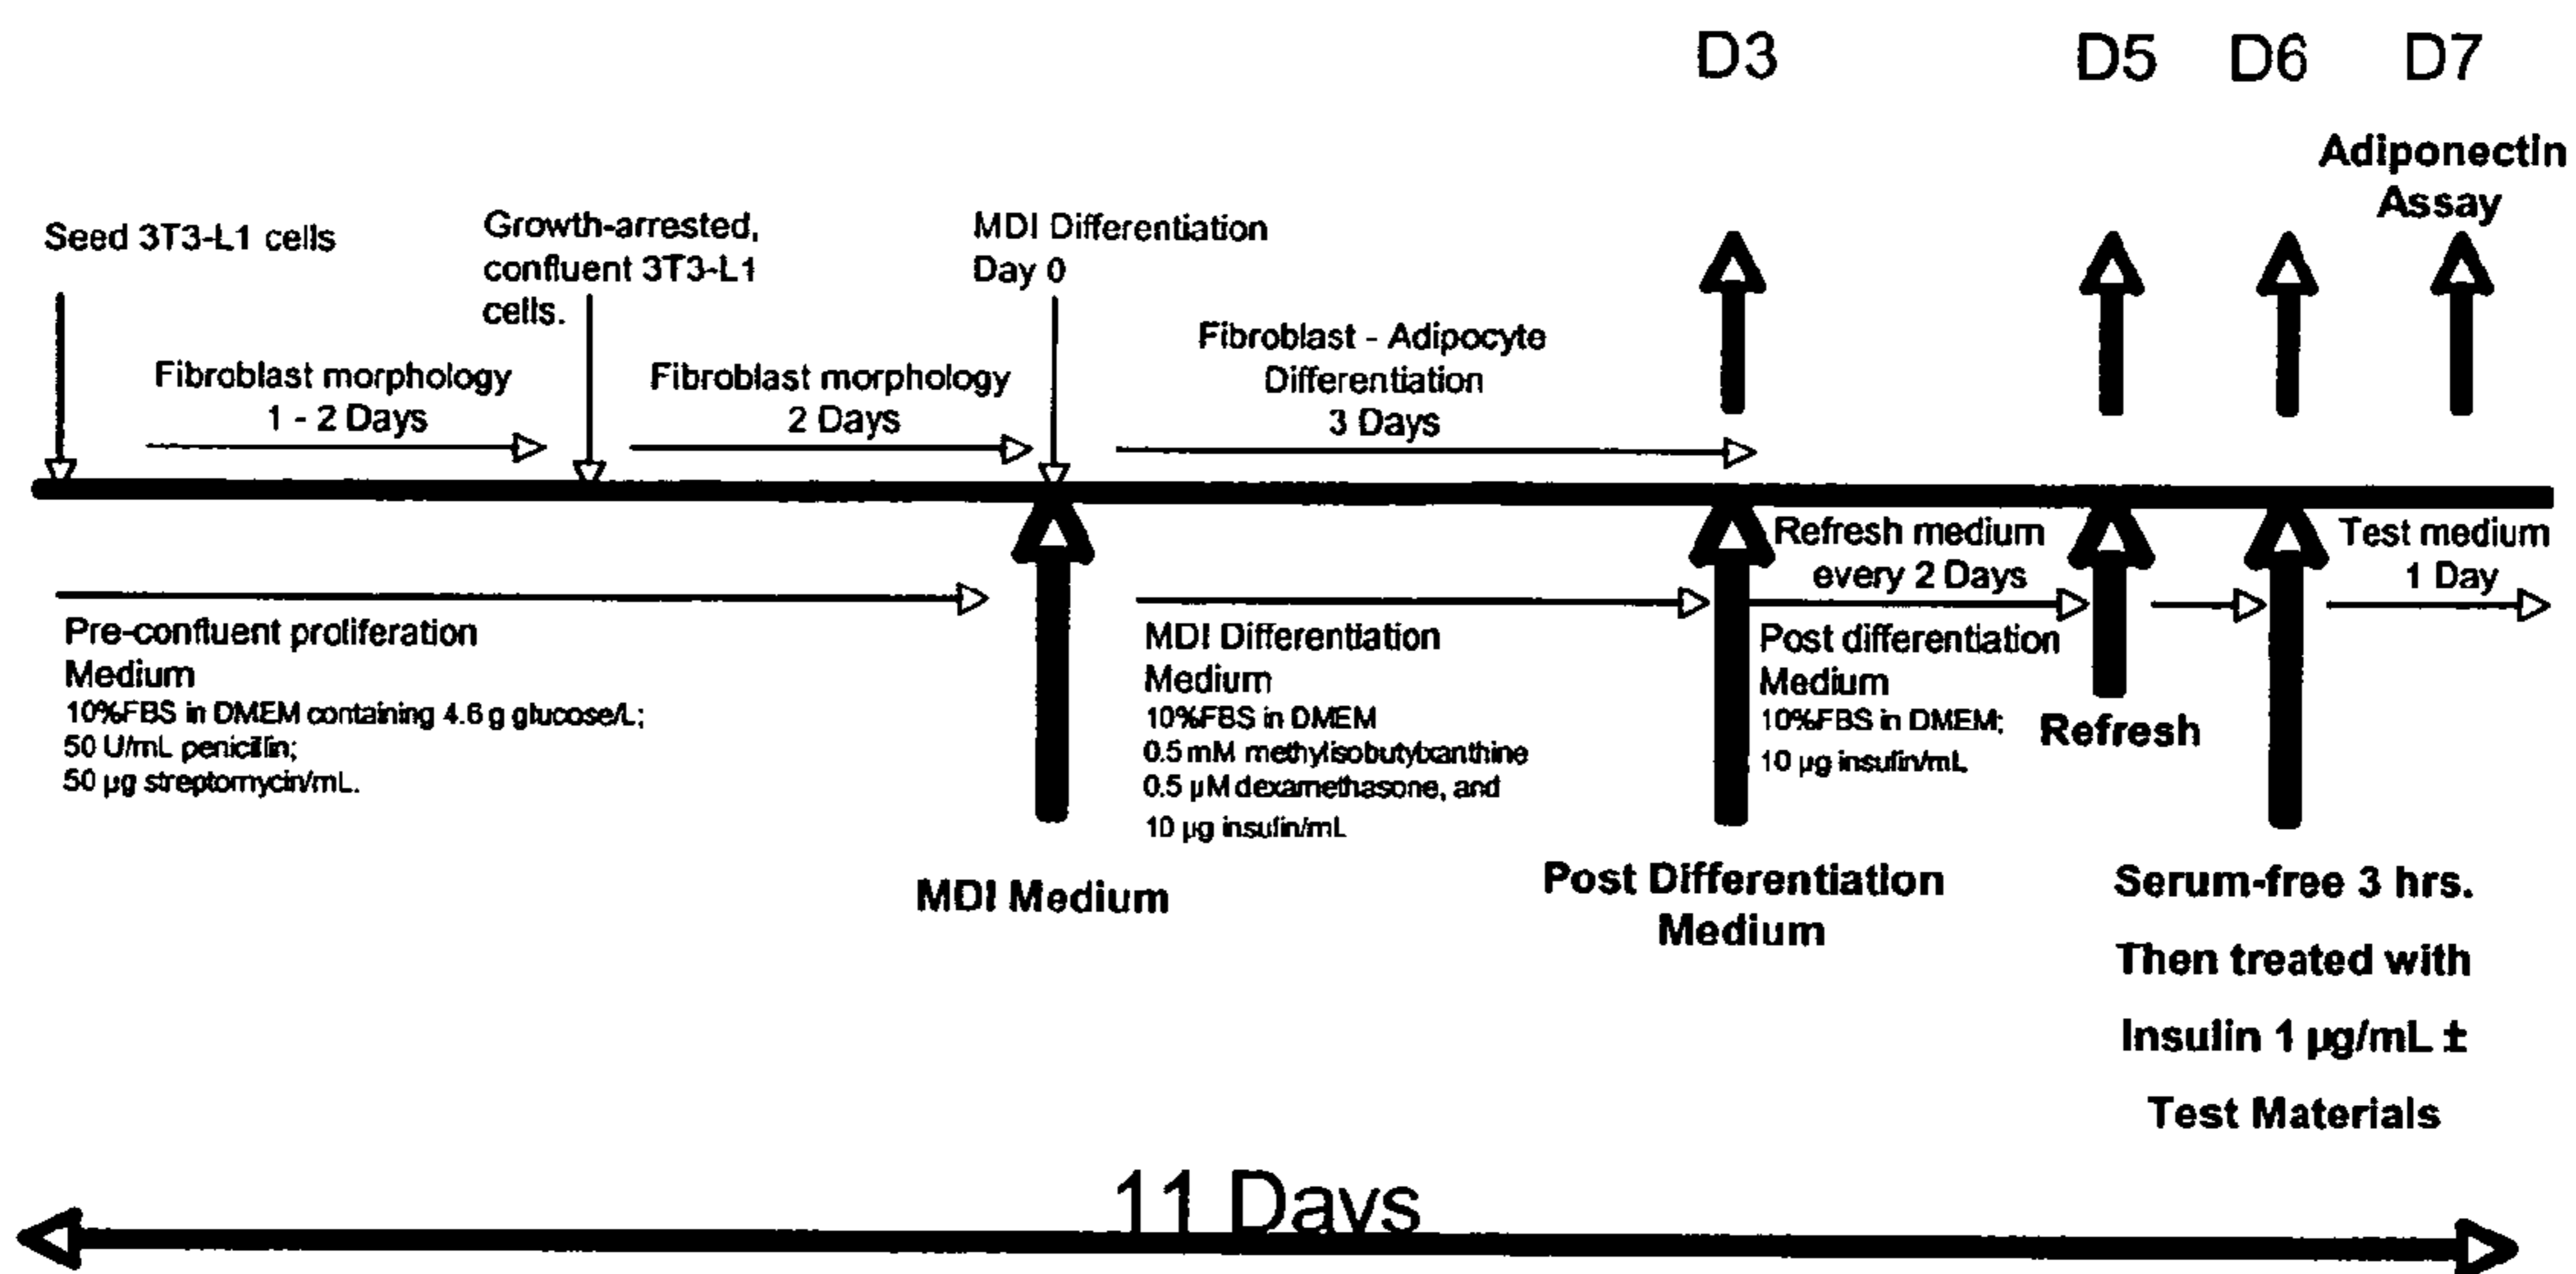 D3
D5
D6
D7
Adiponectin
Assay
Seed 3T3-L1 cells
Growth-arrested,
confluent 3T3-L1
cells.
MDI Differentiation
Day 0
Fibroblast morphology
1 - 2 Days
Fibroblast morphology
2 Days
Fibroblast - Adipocyte
Differentiation
3 Days
Refresh medium
every 2 Days
Test medium
1 Day
Pre-confluent proliferation
Medium
10%FBS in DMEM containing 4.6 g glucose/L;
50 U/mL penicillin;
50 µg streptomycin/mL.
MDI Medium
MDI Differentiation
Medium
10%FBS in DMEM
0.5 mM methylisobutylxanthine
0.5 µM dexamethasone, and
10 µg insulin/mL
Post differentiation
Medium
10%FBS in DMEM;
10 µg insulin/mL
Refresh
Post Differentiation
Medium
Serum-free 3 hrs.
Then treated with
Insulin 1 µg/mL ±
Test Materials
11 Days